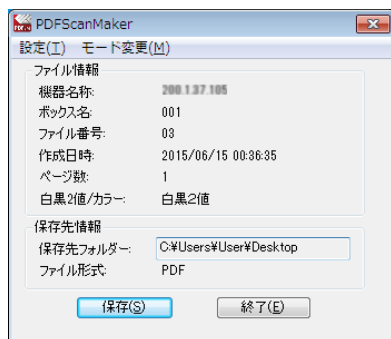 PDFScanMaker
設定(T) モード変更(M)
ファイル情報
機器名称: 200.1.37.105
ボックス名: 001
ファイル番号: 03
作成日時: 2015/06/15 00:36:35
ページ数: 1
白黒2値/カラー: 白黒2値
保存先情報
保存先フォルダー: C:¥Users¥User¥Desktop
ファイル形式: PDF
保存(S) 終了(E)